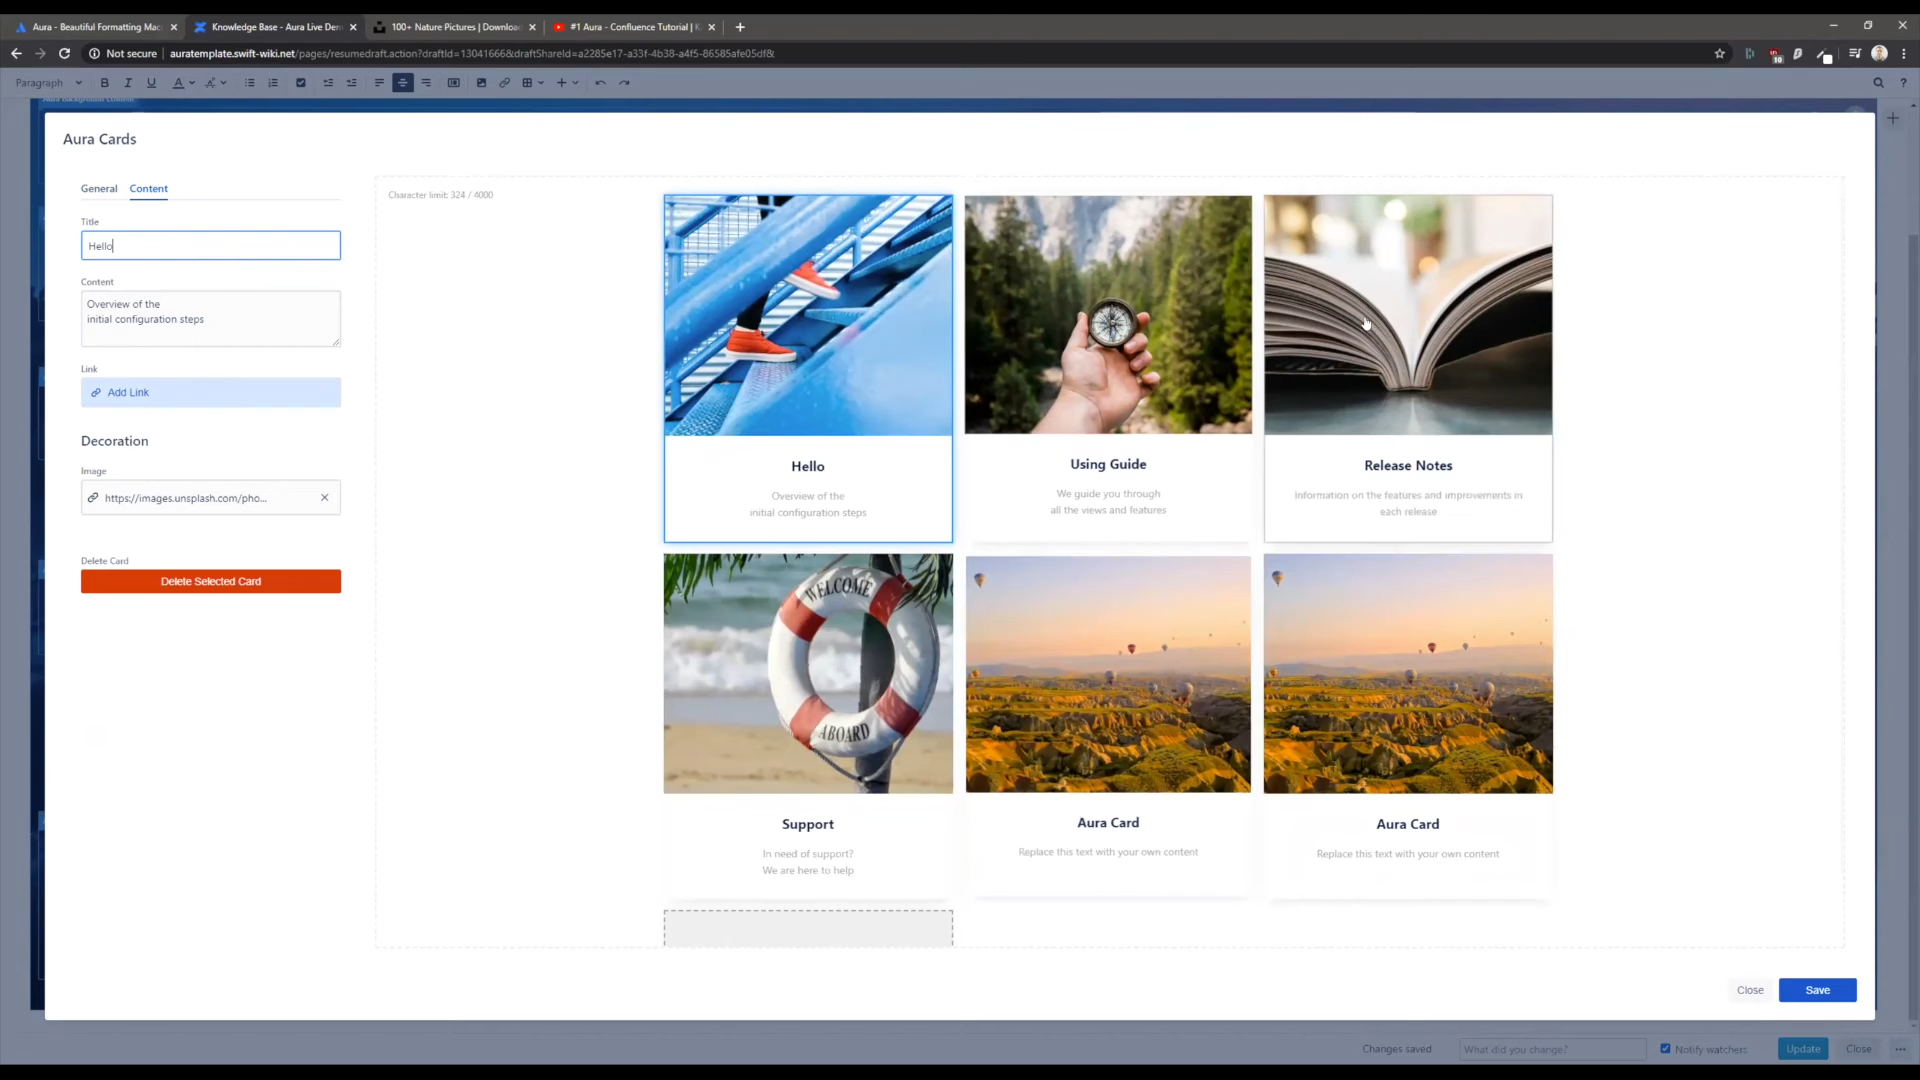 Aura - Beautiful Formatting Mac
Knowledge Base - Aura Live Den
100+ Nature Pictures | Download
#1 Aura - Confluence Tutorial | K
Not secure
auratemplate.swift-wiki.net/pages/resumedraft.action?draftId=130416668&draftShareId=a2285e17-a33f-4b38-a4f5-86585afe05df&
10
Paragraph
B
I
U
A
Aura Background Content
Aura Cards
General
Content
Title
Hello
Content
Overview of the
initial configuration steps
Link
Add Link
Decoration
Image
https://images.unsplash.com/pho...
Delete Card
Delete Selected Card
Character limit: 324 / 4000
Hello
Overview of the
initial configuration steps
Using Guide
We guide you through
all the views and features
Release Notes
Information on the features and improvements in
each release
WELCOME
ABOARD
Support
In need of support?
We are here to help
Aura Card
Replace this text with your own content
Aura Card
Replace this text with your own content
Close
Save
Changes saved
What did you change?
Notify watchers
Update
Close